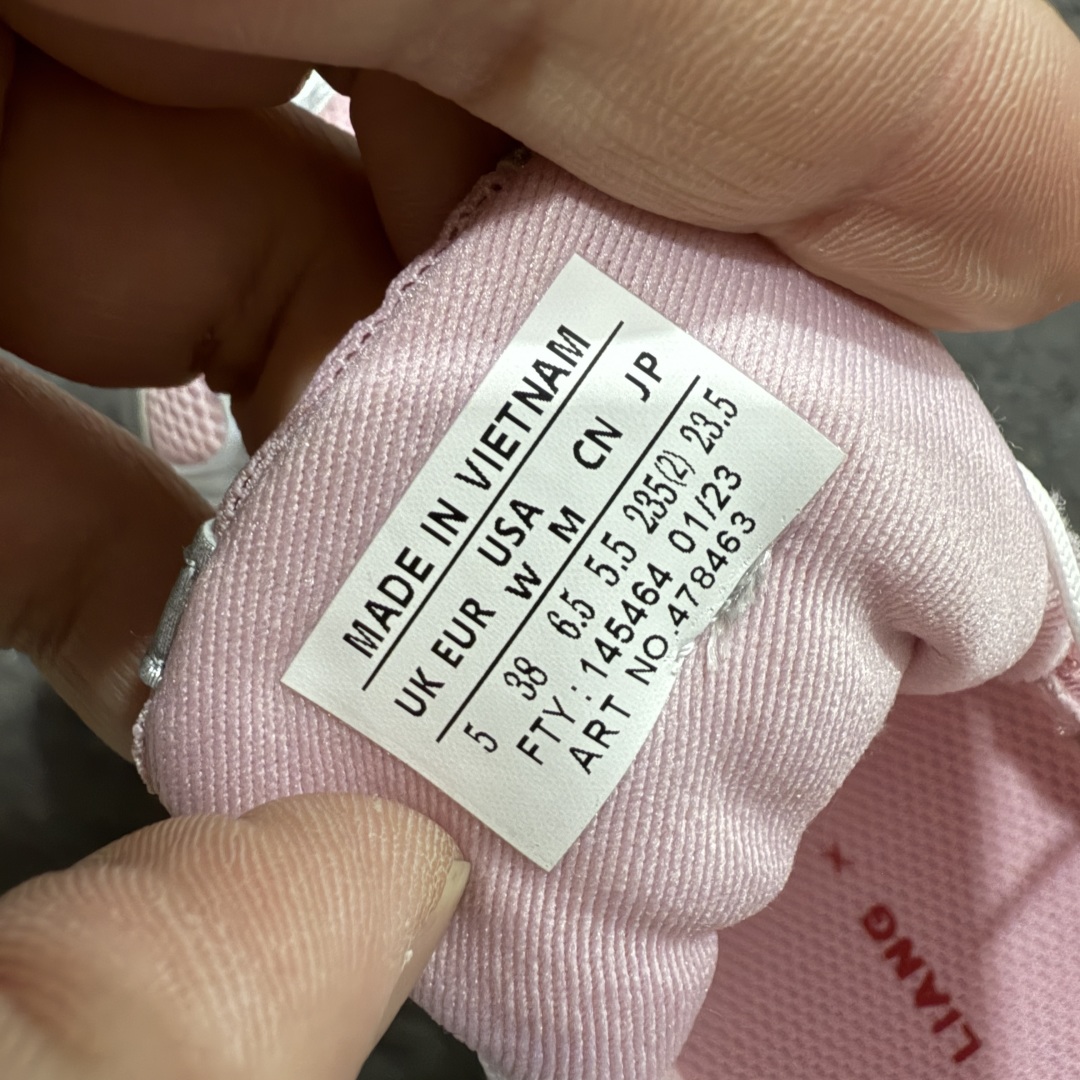 MADE IN VIETNAM
UK EUR USA CN JP
W M
5 38 6.5 5.5 235(2) 23.5
FTY : 145464 01/23
ART NO.478463
X
LIANG